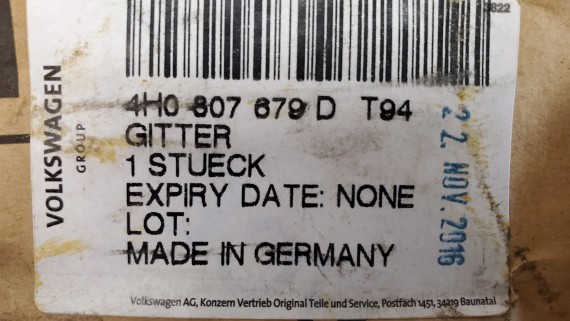 3822
4H0 807 679 D T94
GITTER
1 STUECK
EXPIRY DATE: NONE
LOT:
MADE IN GERMANY
VOLKSWAGEN
GROUP
22. NOV. 2016
Volkswagen AG, Konzern Vertrieb Original Teile und Service, Postfach 1451, 34219 Baunatal